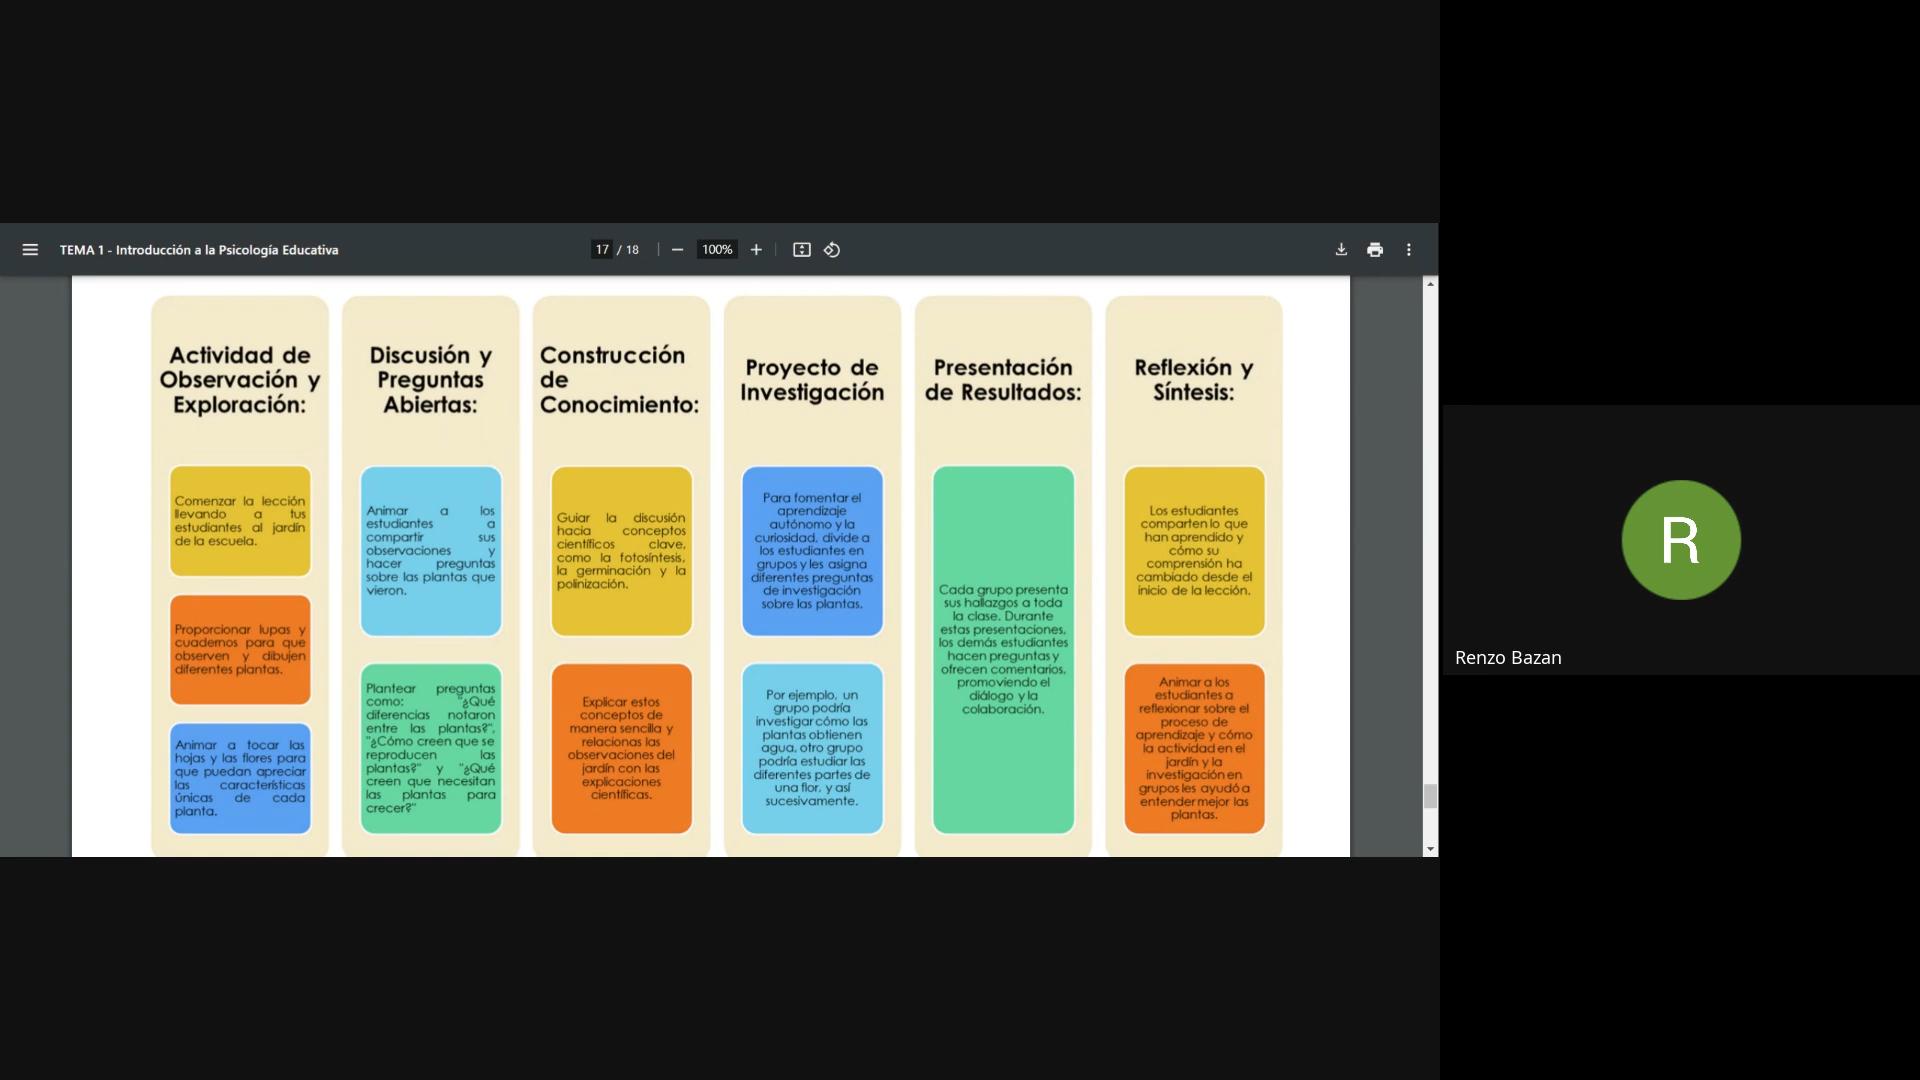 TEMA 1 - Introducción a la Psicología Educativa
17 / 18
100%
Actividad de
Observación y
Exploración:
Comenzar la lección
llevando a tus
estudiantes al jardín
de la escuela.
Proporcionar lupas y
cuadernos para que
observen y dibujen
diferentes plantas.
Animar a tocar las
hojas y las flores para
que puedan apreciar
las características
únicas de cada
planta.
Discusión y
Preguntas
Abiertas:
Animar a los
estudiantes a
compartir sus
observaciones y
hacer preguntas
sobre las plantas que
vieron.
Plantear preguntas
como: "¿Qué
diferencias notaron
entre las plantas?",
"¿Cómo creen que se
reproducen las
plantas?" y "¿Qué
creen que necesitan
las plantas para
crecer?"
Construcción
de
Conocimiento:
Guiar la discusión
hacia conceptos
científicos clave,
como la fotosíntesis,
la germinación y la
polinización.
Explicar estos
conceptos de
manera sencilla y
relacionas las
observaciones del
jardín con las
explicaciones
científicas.
Proyecto de
Investigación
Para fomentar el
aprendizaje
autónomo y la
curiosidad, divide a
los estudiantes en
grupos y les asigna
diferentes preguntas
de investigación
sobre las plantas.
Por ejemplo, un
grupo podría
investigar cómo las
plantas obtienen
agua, otro grupo
podría estudiar las
diferentes partes de
una flor, y así
sucesivamente.
Presentación
de Resultados:
Cada grupo presenta
sus hallazgos a toda
la clase. Durante
estas presentaciones,
los demás estudiantes
hacen preguntas y
ofrecen comentarios,
promoviendo el
diálogo y la
colaboración.
Reflexión y
Síntesis:
Los estudiantes
comparten lo que
han aprendido y
cómo su
comprensión ha
cambiado desde el
inicio de la lección.
Animar a los
estudiantes a
reflexionar sobre el
proceso de
aprendizaje y cómo
la actividad en el
jardín y la
investigación en
grupos les ayudó a
entender mejor las
plantas.
R
Renzo Bazan